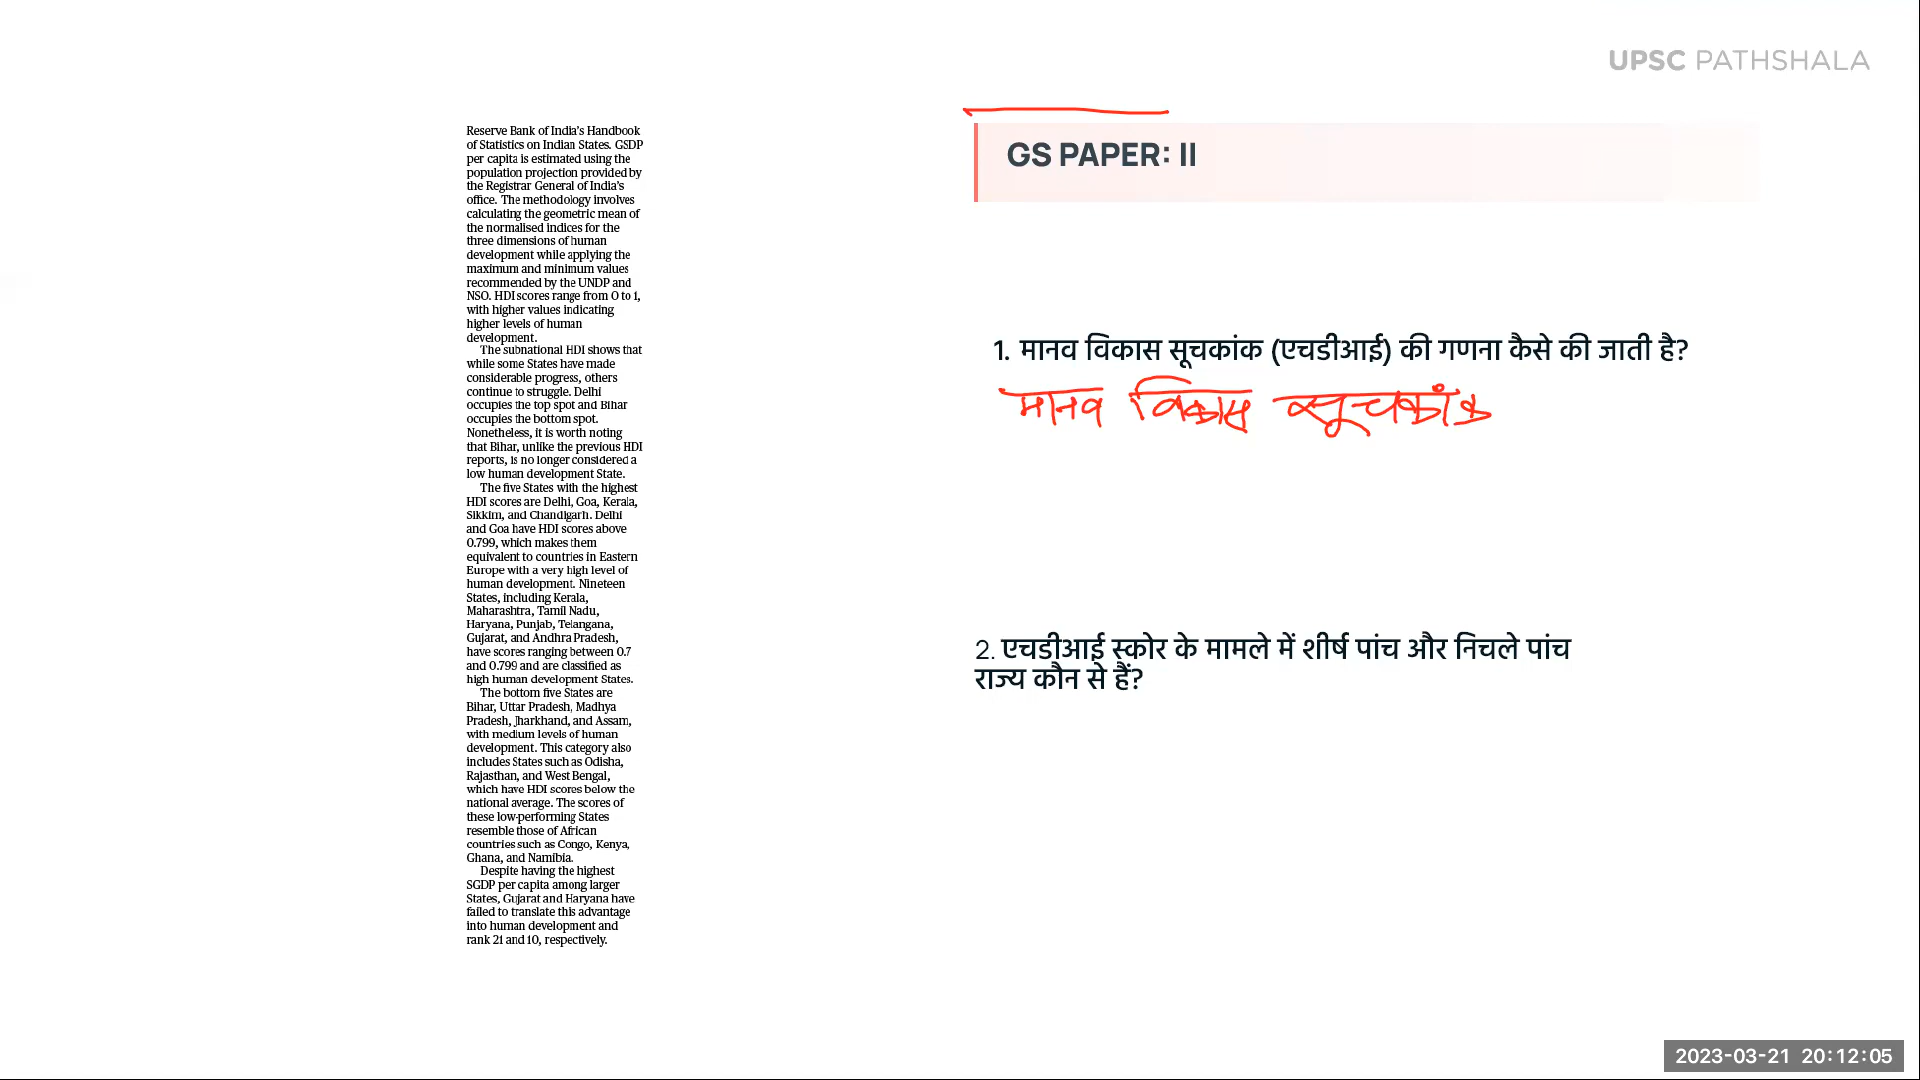 UPSC PATHSHALA
Reserve Bank of India's Handbook
of Statistics on Indian States. GSDP
per capita is estimated using the
population projection provided by
the Registrar General of India's
office. The methodology involves
calculating the geometric mean of
the normalised indices for the
three dimensions of human
development while applying the
maximum and minimum values
recommended by the UNDP and
NSO. HDI scores range from 0 to 1,
with higher values indicating
higher levels of human
development.
The subnational HDI shows that
while some States have made
considerable progress, others
continue to struggle. Delhi
occupies the top spot and Bihar
occupies the bottom spot.
Nonetheless, it is worth noting
that Bihar, unlike the previous HDI
reports, is no longer considered a
low human development State.
The five States with the highest
HDI scores are Delhi, Goa, Kerala,
Sikkim, and Chandigarh. Delhi
and Goa have HDI scores above
0.799, which makes them
equivalent to countries in Eastern
Europe with a very high level of
human development. Nineteen
States, including Kerala,
Maharashtra, Tamil Nadu,
Haryana, Punjab, Telangana,
Gujarat, and Andhra Pradesh,
have scores ranging between 0.7
and 0.799 and are classified as
high human development States.
The bottom five States are
Bihar, Uttar Pradesh, Madhya
Pradesh, Jharkhand, and Assam,
with medium levels of human
development. This category also
includes States such as Odisha,
Rajasthan, and West Bengal,
which have HDI scores below the
national average. The scores of
these low-performing States
resemble those of African
countries such as Congo, Kenya,
Ghana, and Namibia.
Despite having the highest
SGDP per capita among larger
States, Gujarat and Haryana have
failed to translate this advantage
into human development and
rank 21 and 10, respectively.
GS PAPER: II
1. मानव विकास सूचकांक (एचडीआई) की गणना कैसे की जाती है?
मानव विकास सूचकांक
2. एचडीआई स्कोर के मामले में शीर्ष पांच और निचले पांच
राज्य कौन से हैं?
2023-03-21 20:12:05